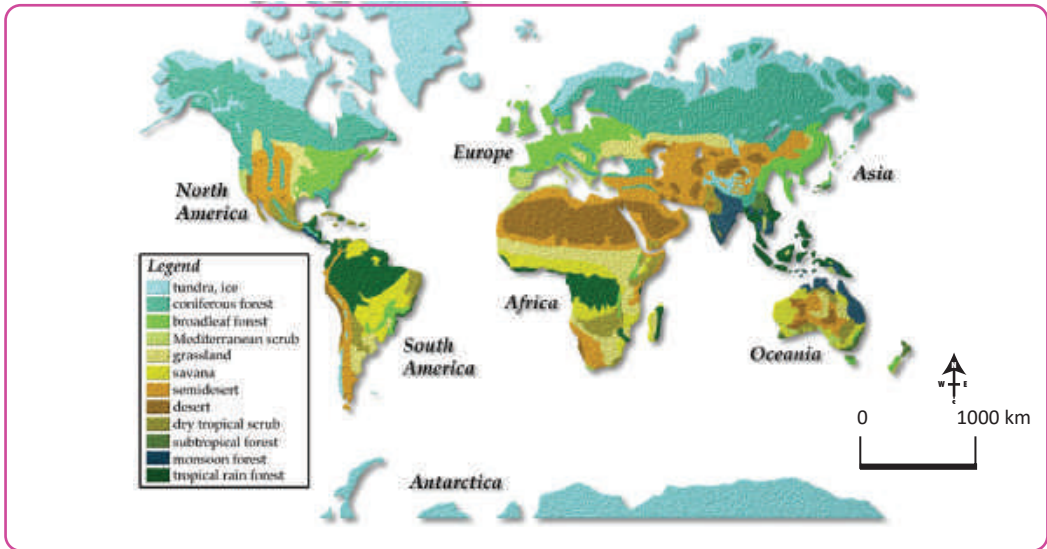 Europe
Asia
North
America
Legend
tundra, ice
coniferous forest
broadleaf forest
Mediterranean scrub
grassland
savana
semidesert
desert
dry tropical scrub
subtropical forest
monsoon forest
tropical rain forest
Africa
South
America
Oceania
N
W E
0 1000 km
Antarctica